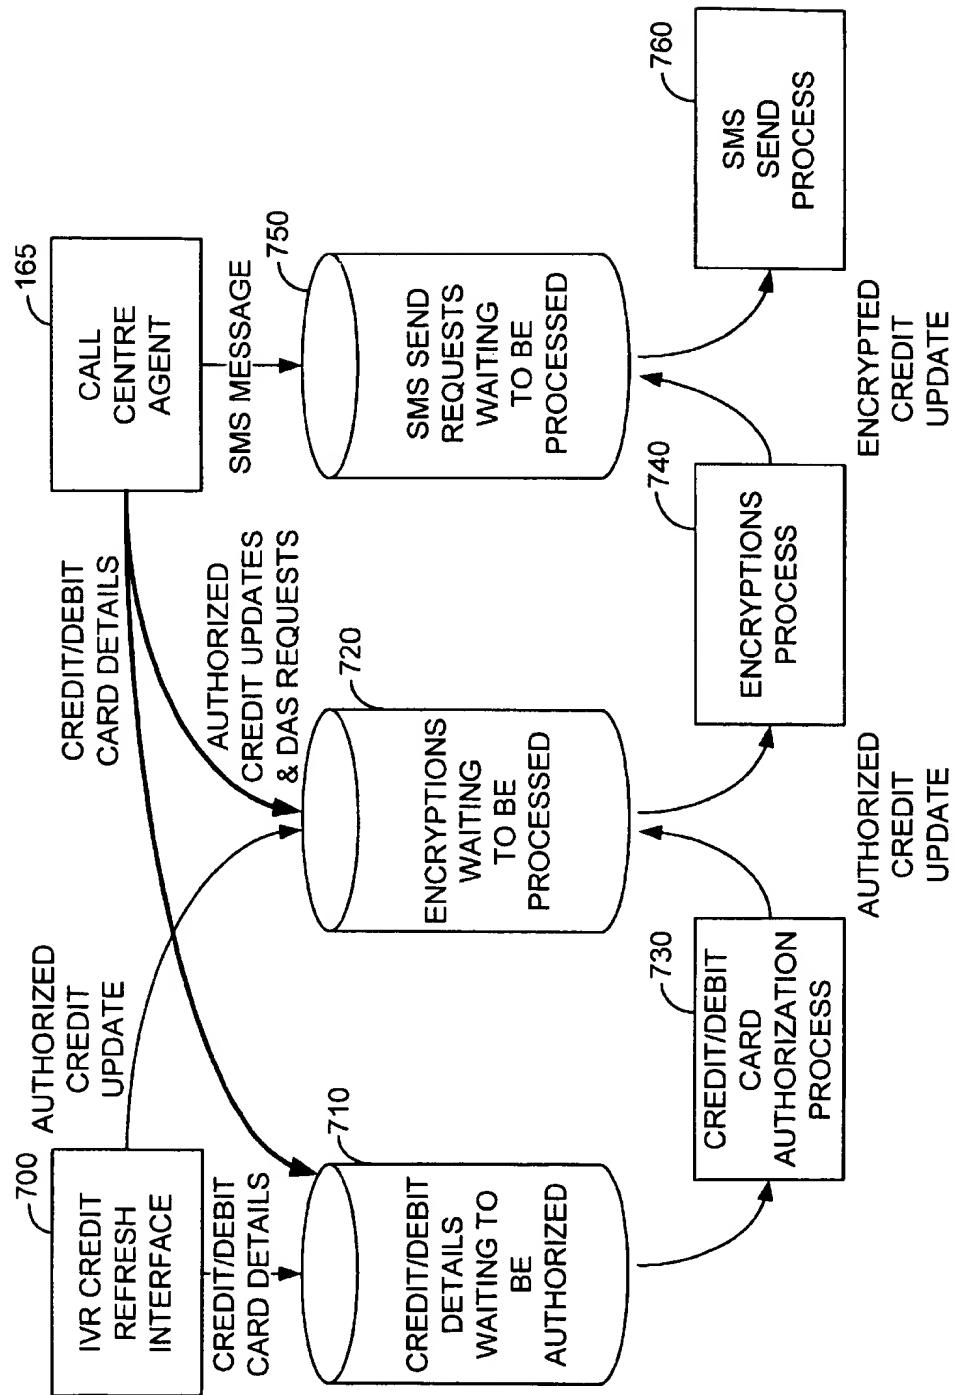 700
IVR CREDIT
REFRESH
INTERFACE
AUTHORIZED
CREDIT
UPDATE
CREDIT/DEBIT
CARD DETAILS
165
CALL
CENTRE
AGENT
CREDIT/DEBIT
CARD DETAILS
AUTHORIZED
CREDIT UPDATES
& DAS REQUESTS
SMS MESSAGE
710
CREDIT/DEBIT
DETAILS
WAITING TO
BE
AUTHORIZED
720
ENCRYPTIONS
WAITING
TO BE
PROCESSED
750
SMS SEND
REQUESTS
WAITING
TO BE
PROCESSED
730
CREDIT/DEBIT
CARD
AUTHORIZATION
PROCESS
AUTHORIZED
CREDIT
UPDATE
740
ENCRYPTIONS
PROCESS
ENCRYPTED
CREDIT
UPDATE
760
SMS
SEND
PROCESS